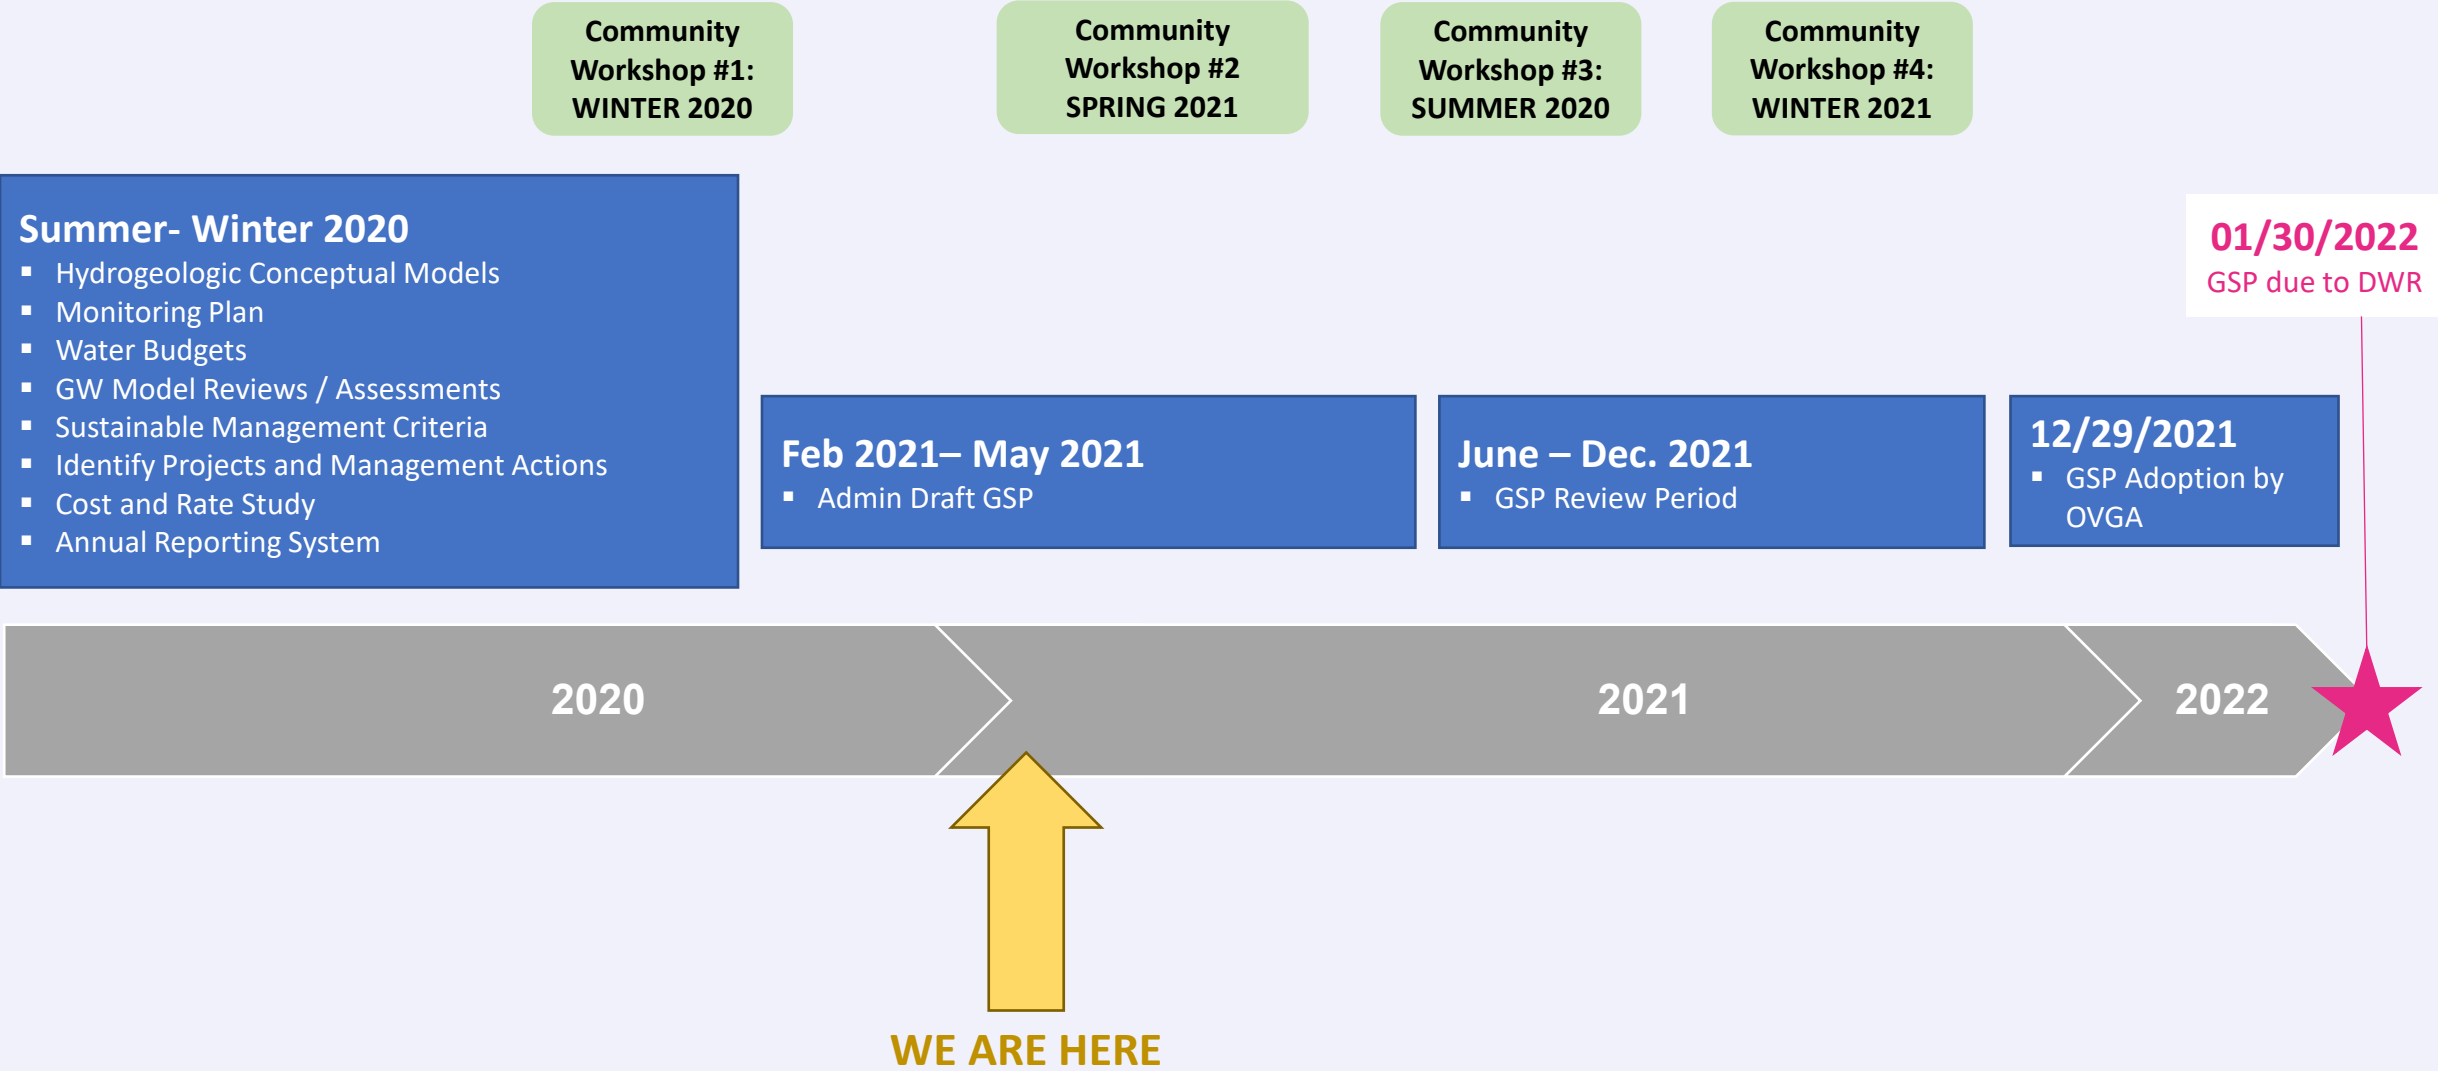 Community
Workshop #1:
WINTER 2020
Community
Workshop #2
SPRING 2021
Community
Workshop #3:
SUMMER 2020
Community
Workshop #4:
WINTER 2021
Summer- Winter 2020
▪ Hydrogeologic Conceptual Models
▪ Monitoring Plan
▪ Water Budgets
▪ GW Model Reviews / Assessments
▪ Sustainable Management Criteria
▪ Identify Projects and Management Actions
▪ Cost and Rate Study
▪ Annual Reporting System
Feb 2021– May 2021
▪ Admin Draft GSP
June – Dec. 2021
▪ GSP Review Period
12/29/2021
▪ GSP Adoption by
OVGA
01/30/2022
GSP due to DWR
2020
2021
2022
WE ARE HERE